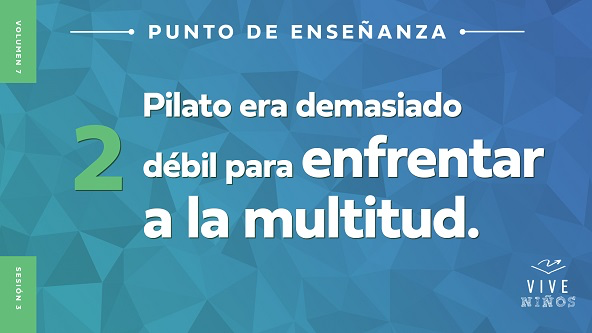 VOLUMEN 7
PUNTO DE ENSEÑANZA
2
Pilato era demasiado
débil para enfrentar
a la multitud.
SESIÓN 3
VIVE
NIÑOS